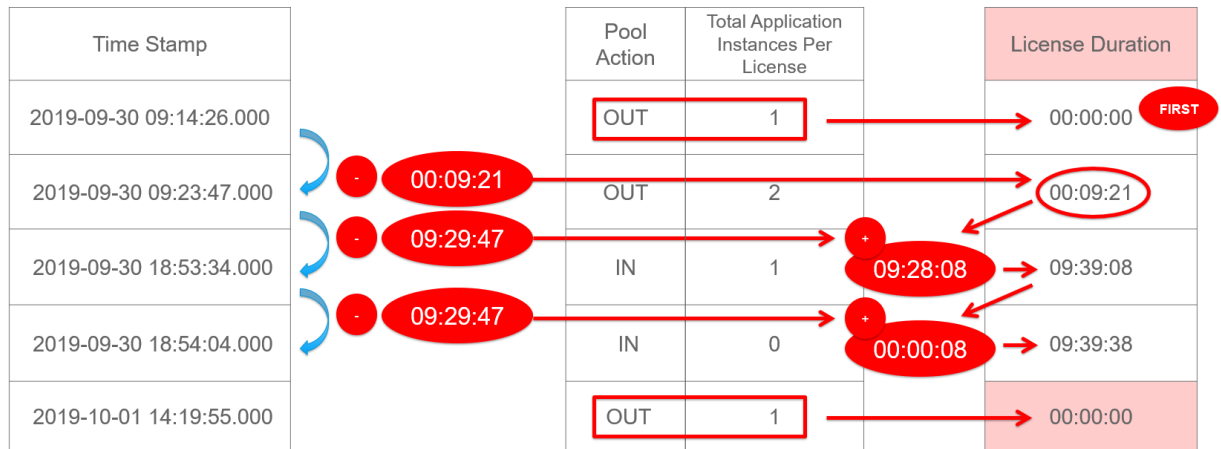 Time Stamp
Pool
Action
Total Application
Instances Per
License
License Duration
2019-09-30 09:14:26.000
OUT
1
00:00:00
FIRST
-
00:09:21
2019-09-30 09:23:47.000
OUT
2
00:09:21
-
09:29:47
+
2019-09-30 18:53:34.000
IN
1
09:28:08
09:39:08
-
09:29:47
+
2019-09-30 18:54:04.000
IN
0
00:00:08
09:39:38
2019-10-01 14:19:55.000
OUT
1
00:00:00